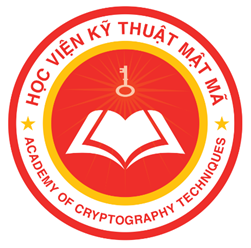 HỌC VIỆN KỸ THUẬT MẬT MÃ
ACADEMY OF CRYPTOGRAPHY TECHNIQUES